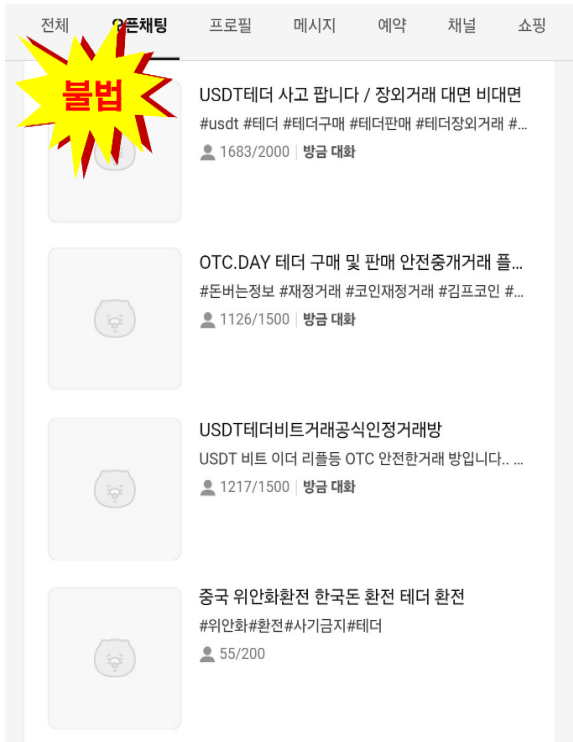 전체 오픈채팅 프로필 메시지 예약 채널 쇼핑
불법
USDT테더 사고 팝니다 / 장외거래 대면 비대면
#usdt #테더 #테더구매 #테더판매 #테더장외거래 #...
1683/2000 | 방금 대화
OTC.DAY 테더 구매 및 판매 안전중개거래 플...
#돈버는정보 #재정거래 #코인재정거래 #김프코인 #...
1126/1500 | 방금 대화
USDT테더비트거래공식인정거래방
USDT 비트 이더 리플등 OTC 안전한거래 방입니다.. ...
1217/1500 | 방금 대화
중국 위안화환전 한국돈 환전 테더 환전
#위안화#환전#사기금지#테더
55/200